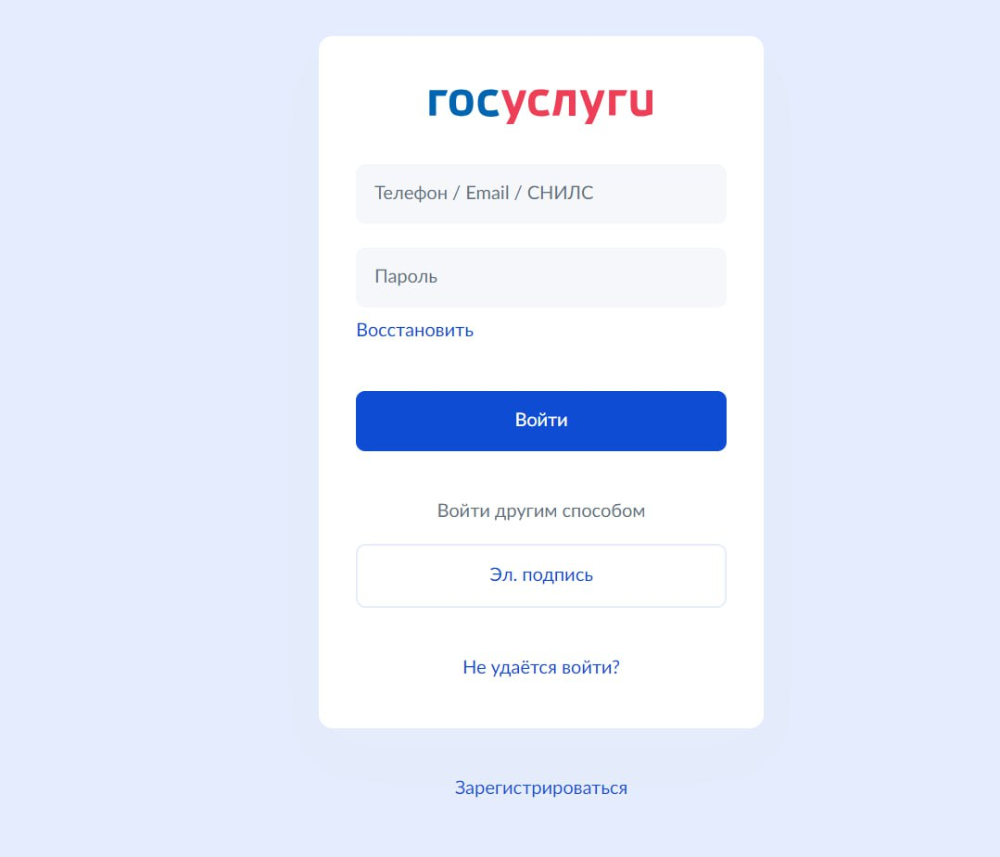 госуслуги
Телефон / Email / СНИЛС
Пароль
Восстановить
Войти
Войти другим способом
Эл. подпись
Не удаётся войти?
Зарегистрироваться